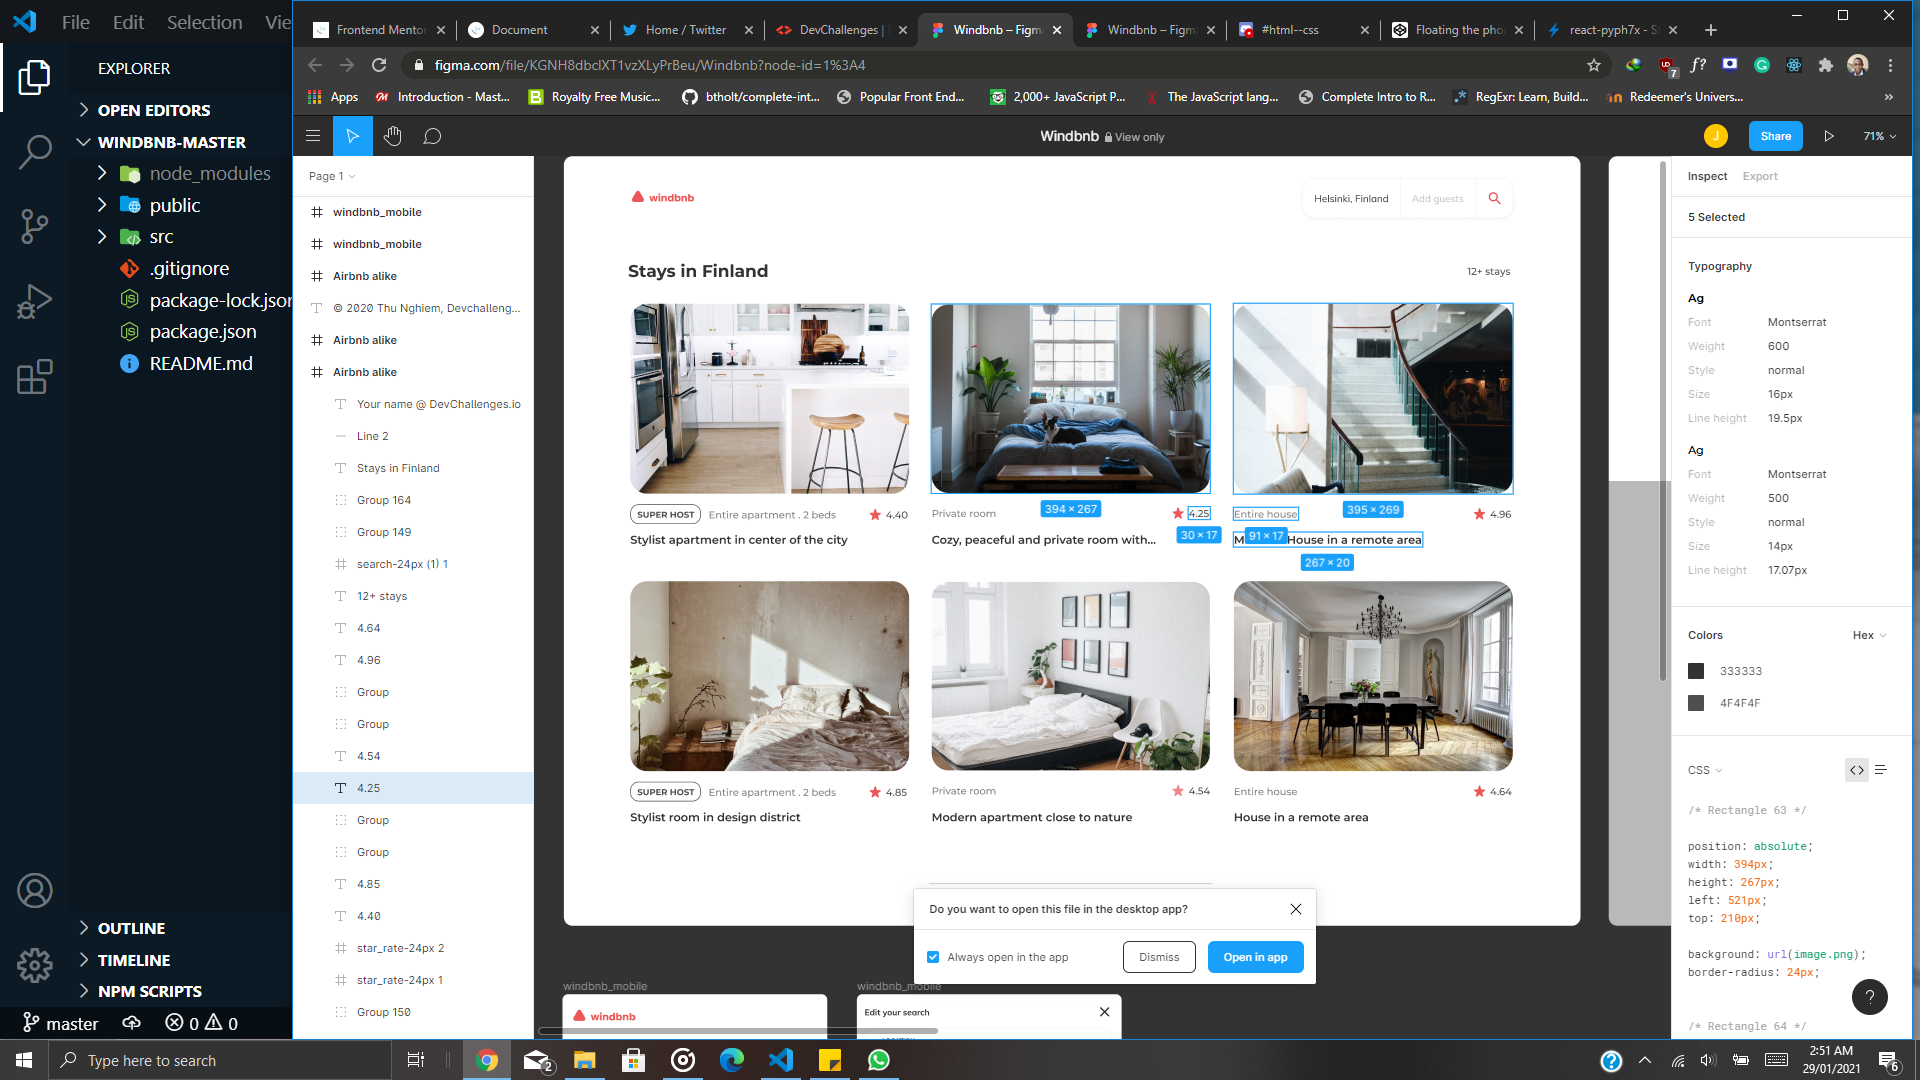 File Edit Selection Vie
EXPLORER
OPEN EDITORS
WINDBNB-MASTER
node_modules
public
src
.gitignore
package-lock.json
package.json
README.md
OUTLINE
TIMELINE
NPM SCRIPTS
master 0 0
Frontend Mento
Document
Home / Twitter
DevChallenges |
Windbnb – Figm
Windbnb – Figm
#html--css
Floating the pho
react-pyph7x - S
figma.com/file/KGNH8dbclXT1vzXLyPrBeu/Windbnb?node-id=1%3A4
7
f?
Apps
Introduction - Mast...
Royalty Free Music...
btholt/complete-int...
Popular Front End...
2,000+ JavaScript P...
The JavaScript lang...
Complete Intro to R...
RegExr: Learn, Build...
Redeemer's Univers...
»
Windbnb View only
J
Share
71%
Page 1
windbnb_mobile
windbnb_mobile
Airbnb alike
© 2020 Thu Nghiem, Devchalleng...
Airbnb alike
Airbnb alike
Your name @ DevChallenges.io
Line 2
Stays in Finland
Group 164
Group 149
search-24px (1) 1
12+ stays
4.64
4.96
Group
Group
4.54
4.25
Group
Group
4.85
4.40
star_rate-24px 2
star_rate-24px 1
Group 150
windbnb
Helsinki, Finland Add guests
Stays in Finland 12+ stays
SUPER HOST Entire apartment . 2 beds 4.40
Stylist apartment in center of the city
Private room 394 × 267 4.25
30 × 17
Cozy, peaceful and private room with...
Entire house 395 × 269 4.96
M 91 × 17 House in a remote area
267 × 20
SUPER HOST Entire apartment . 2 beds 4.85
Stylist room in design district
Private room 4.54
Modern apartment close to nature
Entire house 4.64
House in a remote area
Do you want to open this file in the desktop app?
Always open in the app
Dismiss
Open in app
windbnb_mobile
windbnb
windbnb_mobile
Edit your search
Inspect Export
5 Selected
Typography
Ag
Font Montserrat
Weight 600
Style normal
Size 16px
Line height 19.5px
Ag
Font Montserrat
Weight 500
Style normal
Size 14px
Line height 17.07px
Colors Hex
333333
4F4F4F
CSS
/* Rectangle 63 */
position: absolute;
width: 394px;
height: 267px;
left: 521px;
top: 210px;
background: url(image.png);
border-radius: 24px;
/* Rectangle 64 */
?
Type here to search
2
2:51 AM
29/01/2021
6